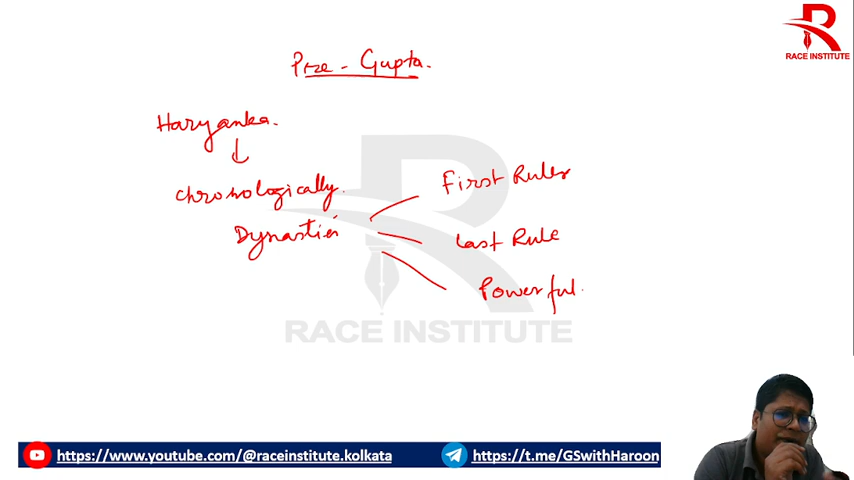 RACE INSTITUTE
Pre - Gupta.
Haryanka.
Chronologically.
Dynasties
First Ruler
Last Rule
Powerful.
RACE INSTITUTE
https://www.youtube.com/@raceinstitute.kolkata
https://t.me/GSwithHaroon